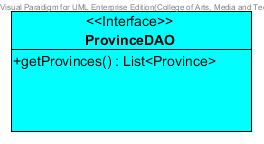 Visual Paradigm for UML Enterprise Edition(College of Arts, Media and Te
<<Interface>>
ProvinceDAO
+getProvinces() : List<Province>